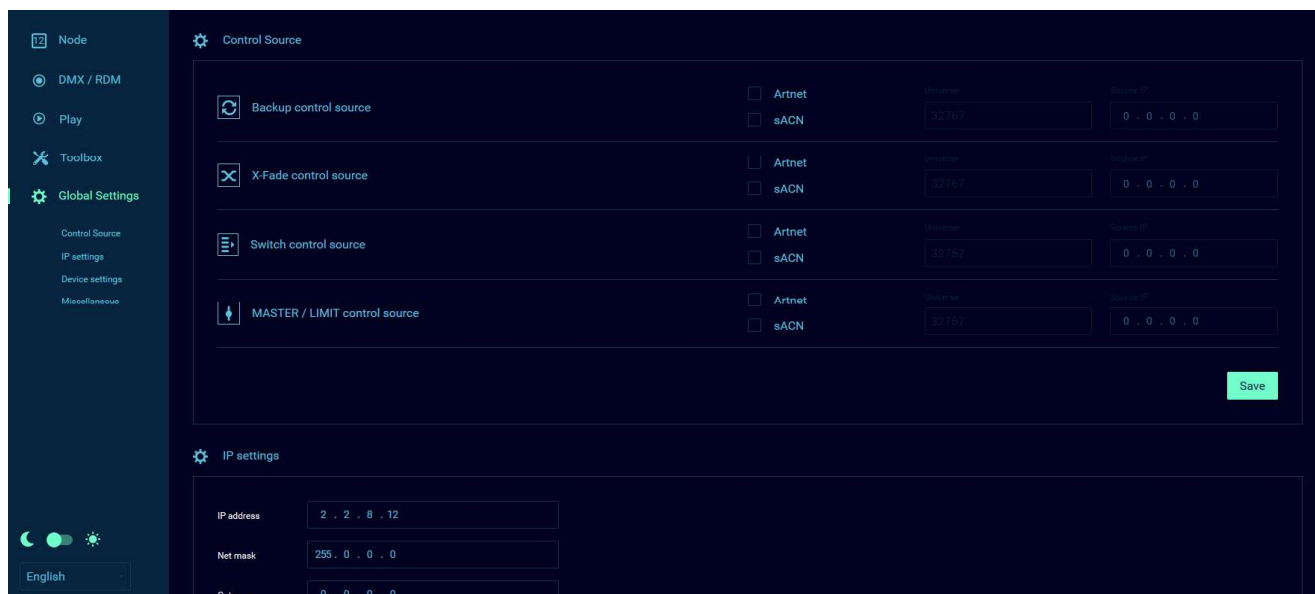 12 Node
DMX / RDM
Play
Toolbox
Global Settings
Control Source
IP settings
Device settings
Miscellaneous
English
Control Source
Backup control source
Artnet
sACN
Universe
32767
Source IP
0 . 0 . 0 . 0
X-Fade control source
Artnet
sACN
Universe
32767
Source IP
0 . 0 . 0 . 0
Switch control source
Artnet
sACN
Universe
32767
Source IP
0 . 0 . 0 . 0
MASTER / LIMIT control source
Artnet
sACN
Universe
32767
Source IP
0 . 0 . 0 . 0
Save
IP settings
IP address
2 . 2 . 8 . 12
Net mask
255 . 0 . 0 . 0
0 . 0 . 0 . 0